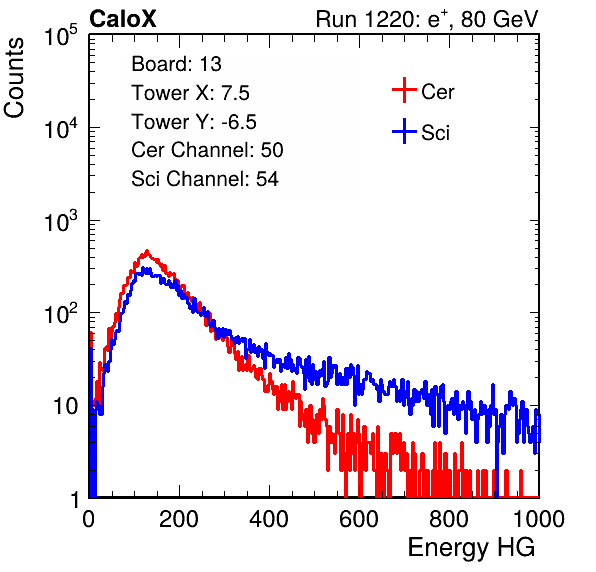 CaloX Run 1220: e⁺, 80 GeV
Counts
10⁵
10⁴
10³
10²
10
1
Board: 13
Tower X: 7.5
Tower Y: -6.5
Cer Channel: 50
Sci Channel: 54
Cer
Sci
0 200 400 600 800 1000
Energy HG